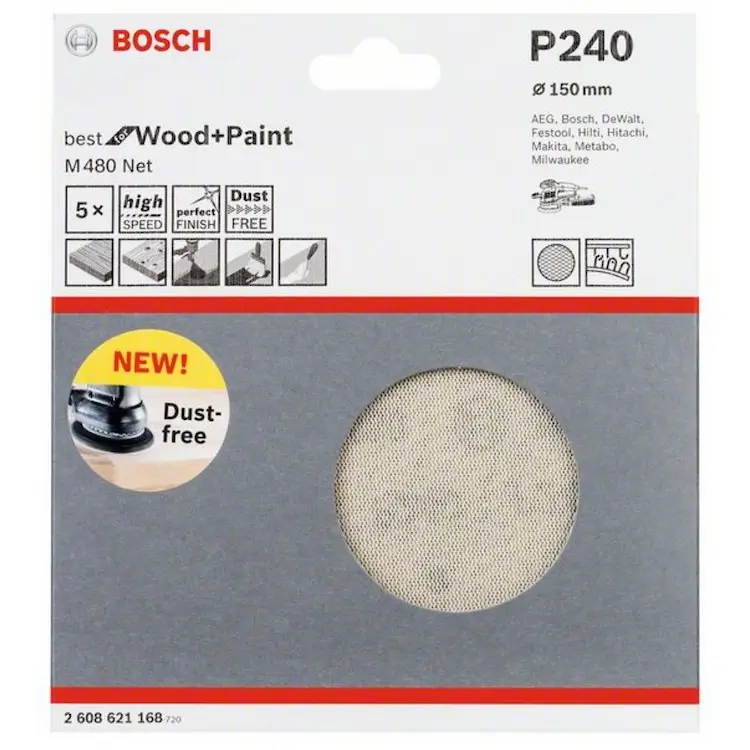 BOSCH
P240
Ø 150 mm
AEG, Bosch, DeWalt,
Festool, Hilti, Hitachi,
Makita, Metabo,
Milwaukee
best for Wood+Paint
M 480 Net
5×
high
SPEED
perfect
FINISH
Dust
FREE
NEW!
Dust-
free
2 608 621 168 720